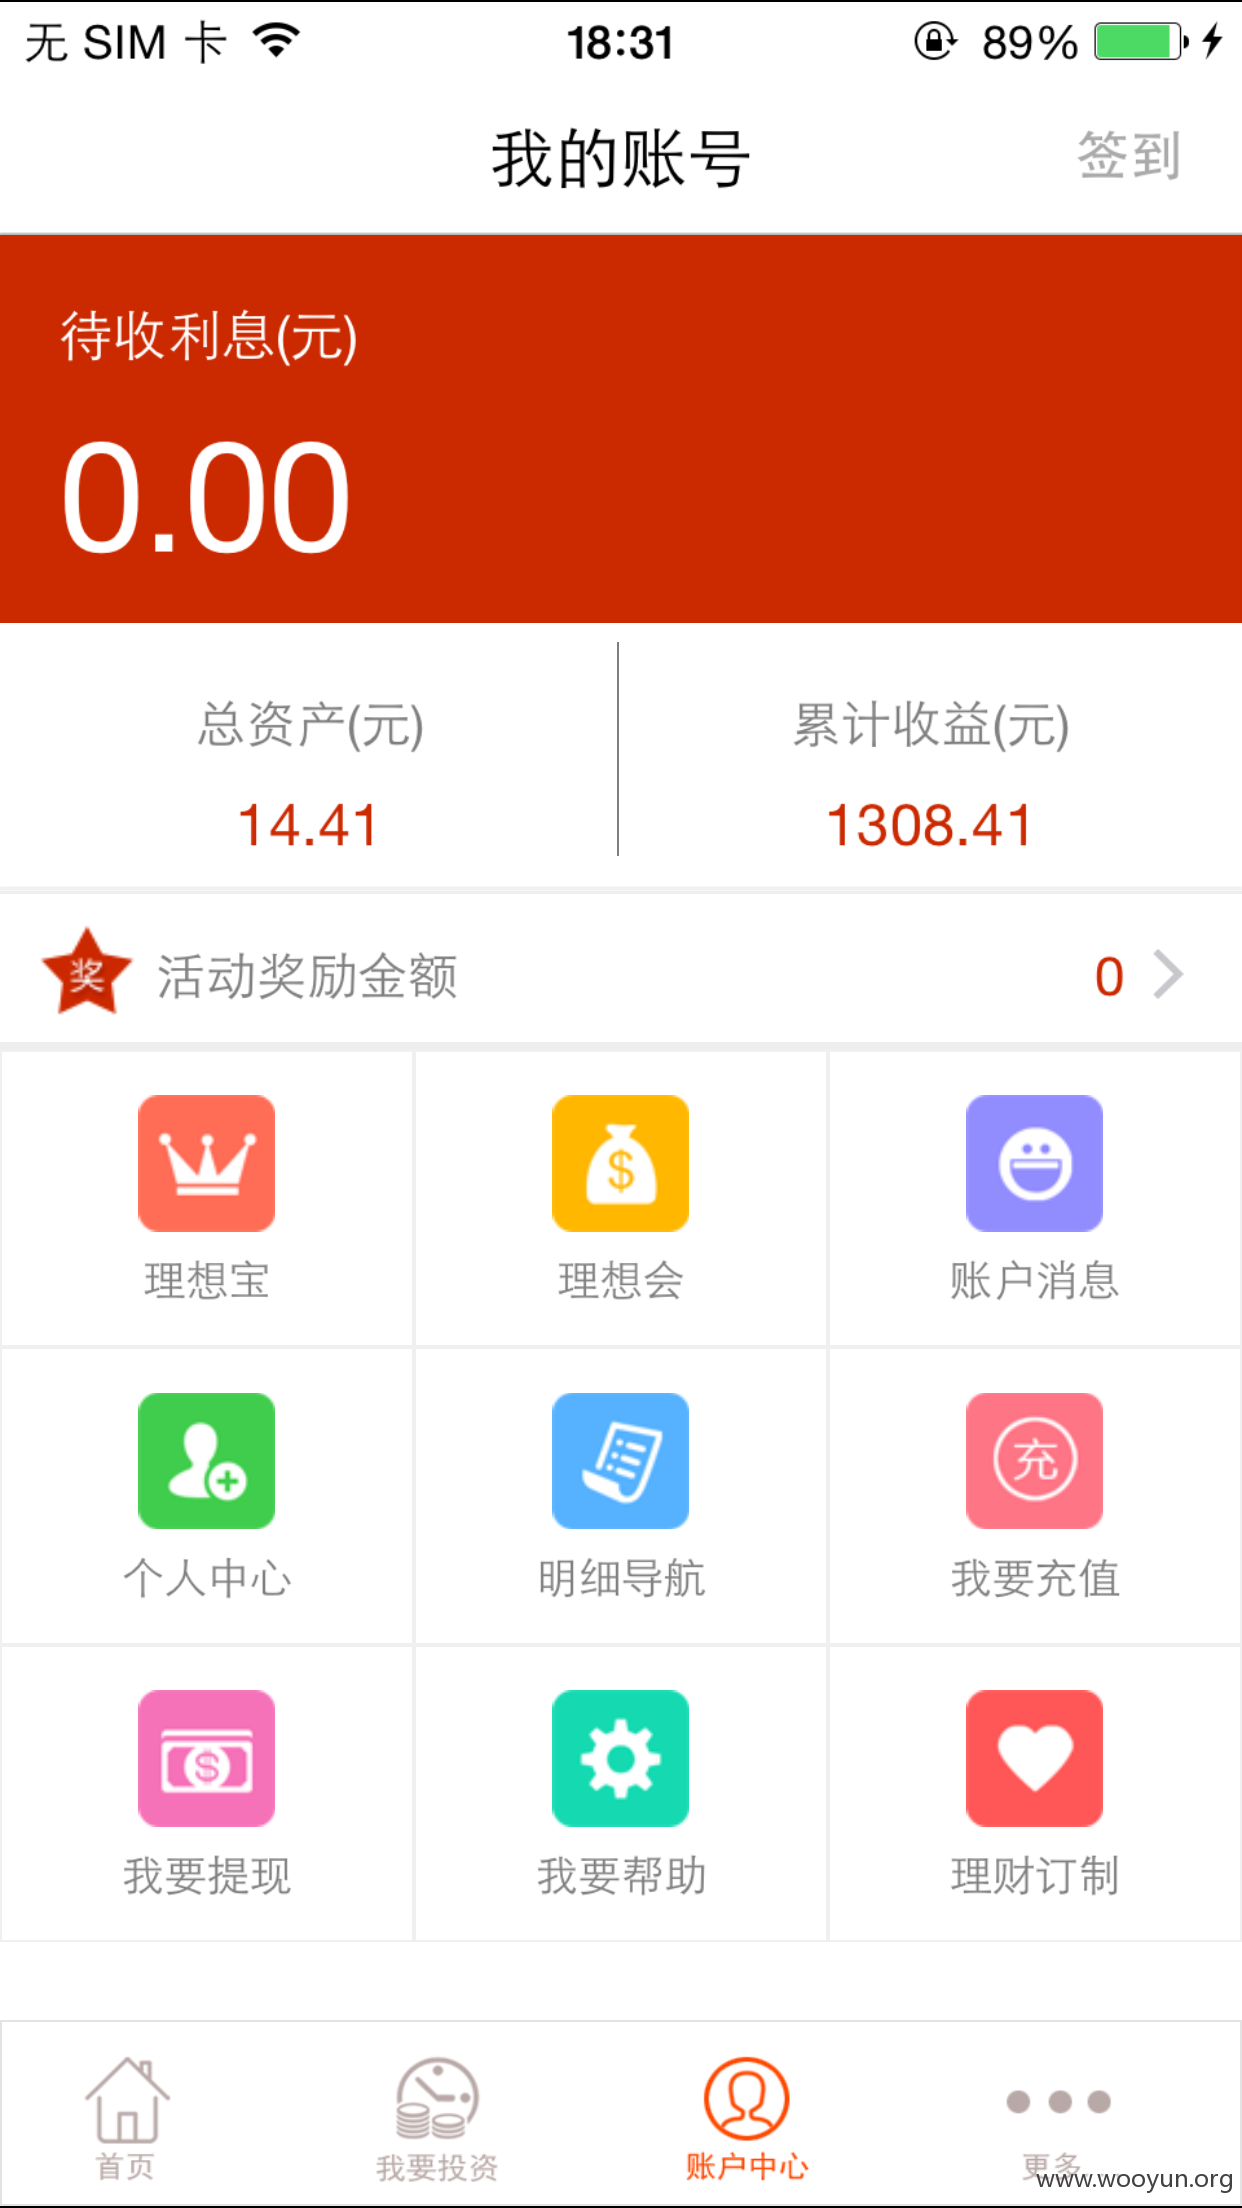 无 SIM 卡 18:31 89%
我的账号 签到
待收利息(元)
0.00
总资产(元) 累计收益(元)
14.41 1308.41
奖 活动奖励金额 0
理想宝 理想会 账户消息
充
个人中心 明细导航 我要充值
我要提现 我要帮助 理财订制
首页 我要投资 账户中心 更多
www.wooyun.org